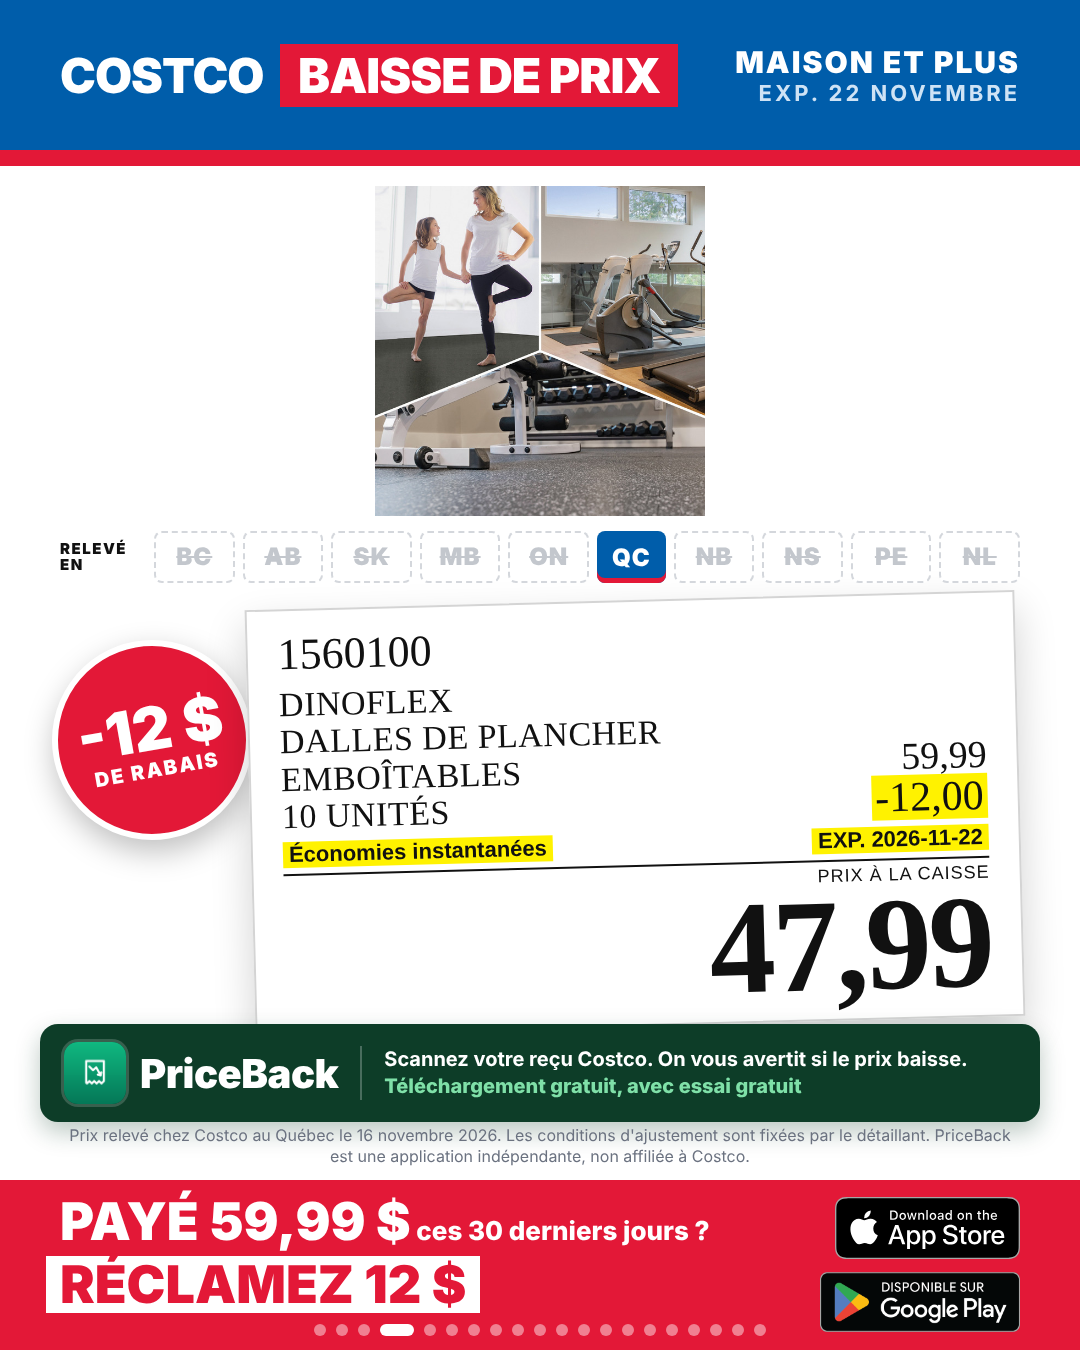 COSTCO BAISSE DE PRIX
MAISON ET PLUS
EXP. 22 NOVEMBRE
RELEVÉ EN
BC AB SK MB ON QC NB NS PE NL
1560100
DINOFLEX
DALLES DE PLANCHER
EMBOÎTABLES
10 UNITÉS
Économies instantanées
59,99
-12,00
EXP. 2026-11-22
PRIX À LA CAISSE
47,99
-12 $
DE RABAIS
PriceBack
Scannez votre reçu Costco. On vous avertit si le prix baisse.
Téléchargement gratuit, avec essai gratuit
Prix relevé chez Costco au Québec le 16 novembre 2026. Les conditions d'ajustement sont fixées par le détaillant. PriceBack
est une application indépendante, non affiliée à Costco.
PAYÉ 59,99 $ ces 30 derniers jours ?
RÉCLAMEZ 12 $
Download on the
App Store
DISPONIBLE SUR
Google Play